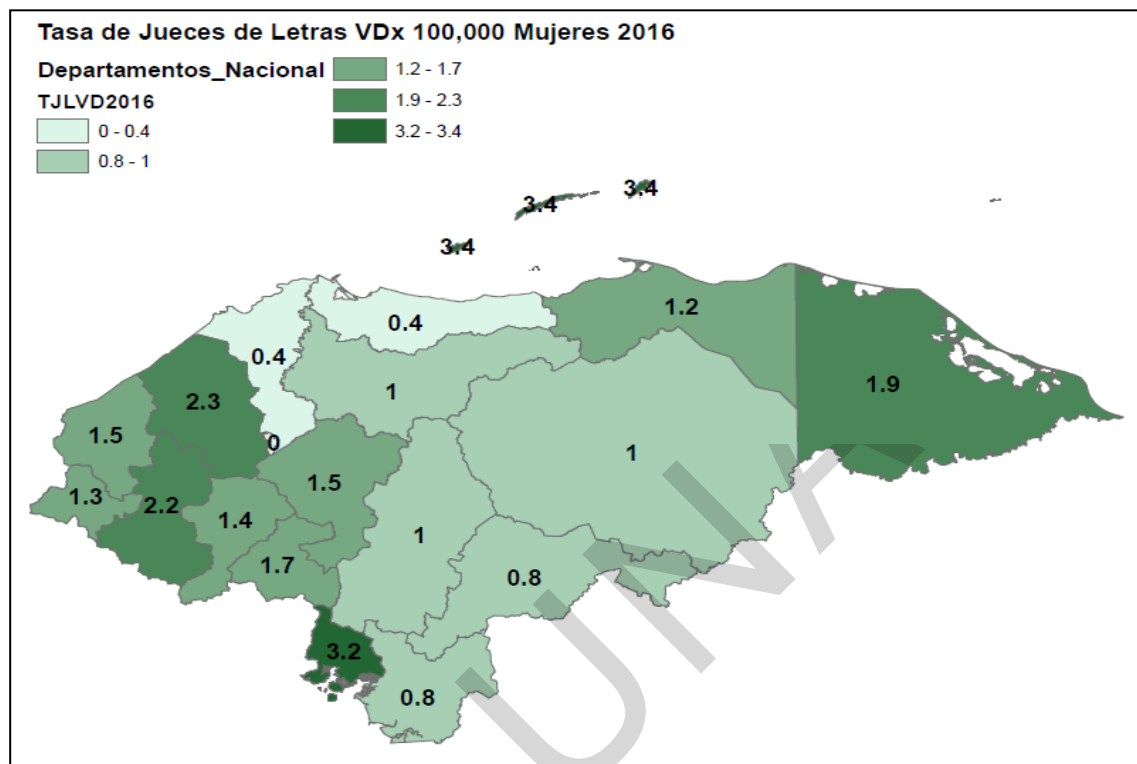 Tasa de Jueces de Letras VDx 100,000 Mujeres 2016
Departamentos_Nacional
TJLVD2016
0 - 0.4
0.8 - 1
1.2 - 1.7
1.9 - 2.3
3.2 - 3.4
3.4
3.4
3.4
1.2
0.4
0.4
1.9
1
2.3
1.5
0
1
1.5
1.3
2.2
1.4
1
1.7
0.8
3.2
0.8
UNA